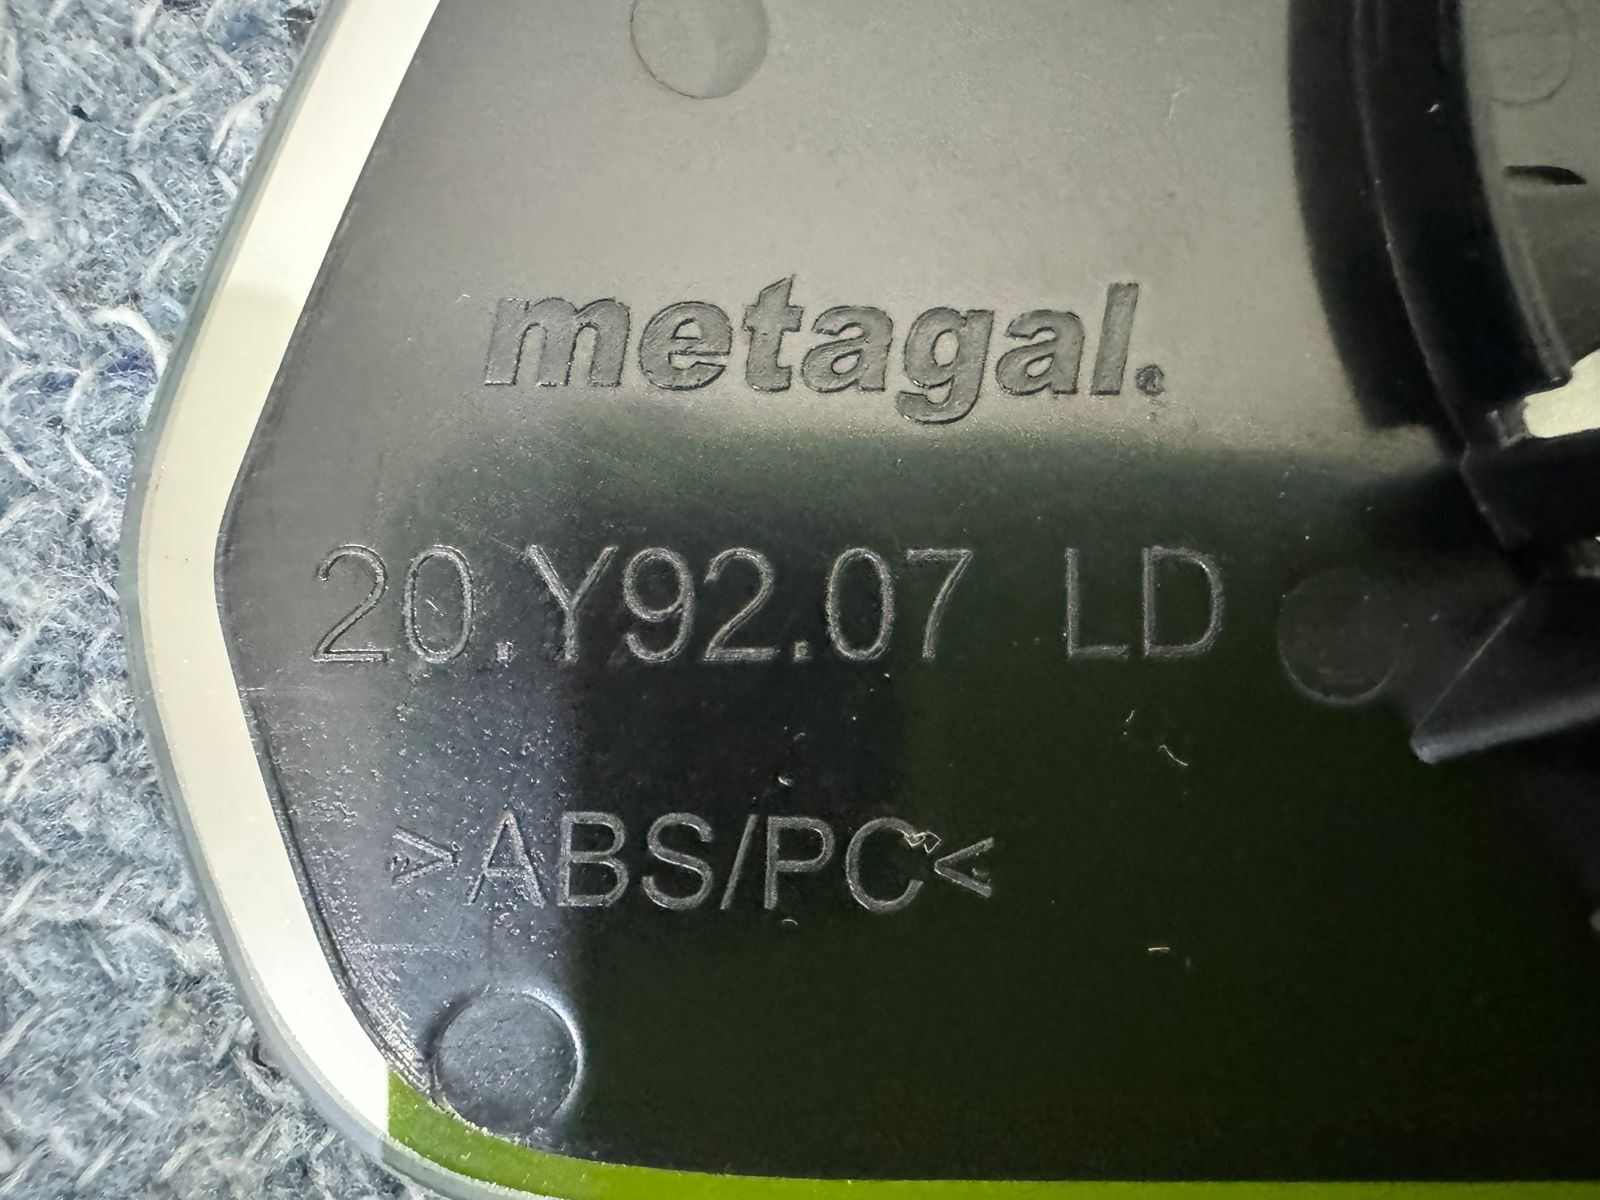 metagal.
20.Y92.07 LD
>ABS/PC<